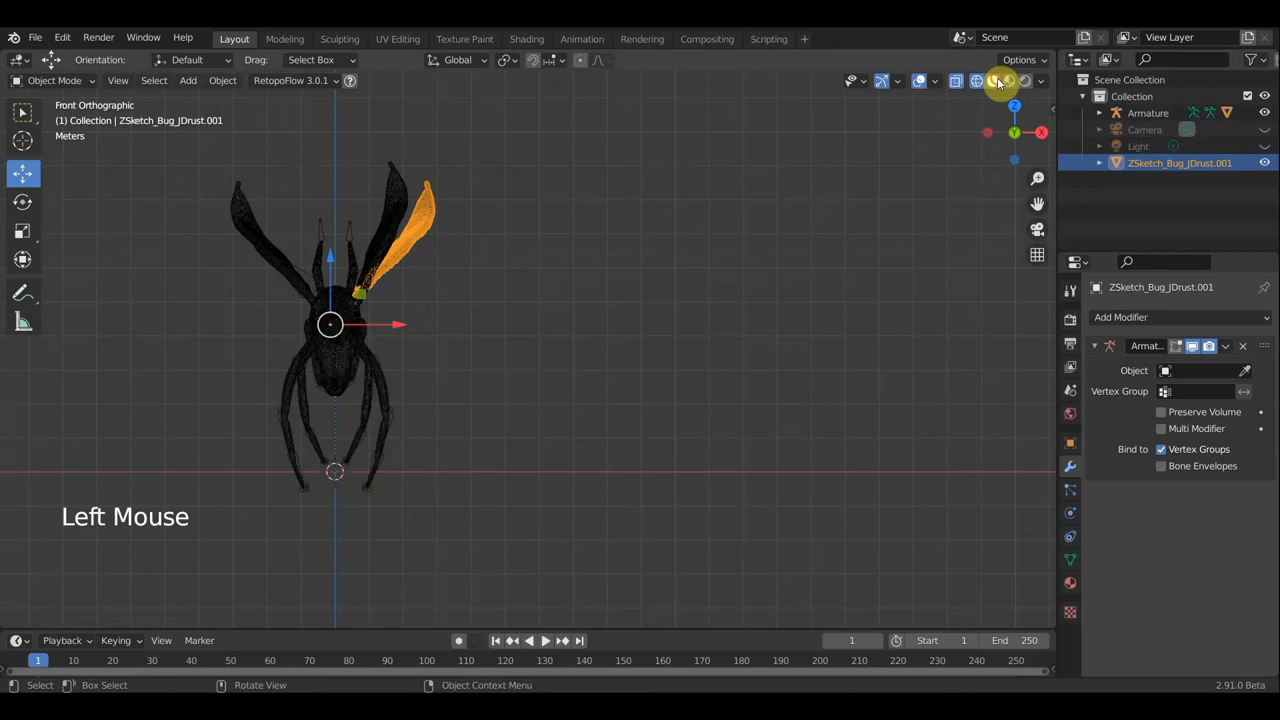 File Edit Render Window Help Layout Modeling Sculpting UV Editing Texture Paint Shading Animation Rendering Compositing Scripting + Scene View Layer
Orientation: Default Drag: Select Box Global Options
Object Mode View Select Add Object RetopoFlow 3.0.1
Front Orthographic
(1) Collection | ZSketch_Bug_JDrust.001
Meters
Z
Y
X
Scene Collection
Collection
Armature
Camera
Light
ZSketch_Bug_JDrust.001
ZSketch_Bug_JDrust.001
Add Modifier
Armat...
Object
Vertex Group
Preserve Volume
Multi Modifier
Bind to Vertex Groups
Bone Envelopes
Left Mouse
Playback Keying View Marker 1 Start 1 End 250
1 10 20 30 40 50 60 70 80 90 100 110 120 130 140 150 160 170 180 190 200 210 220 230 240 250
Select Box Select Rotate View Object Context Menu 2.91.0 Beta